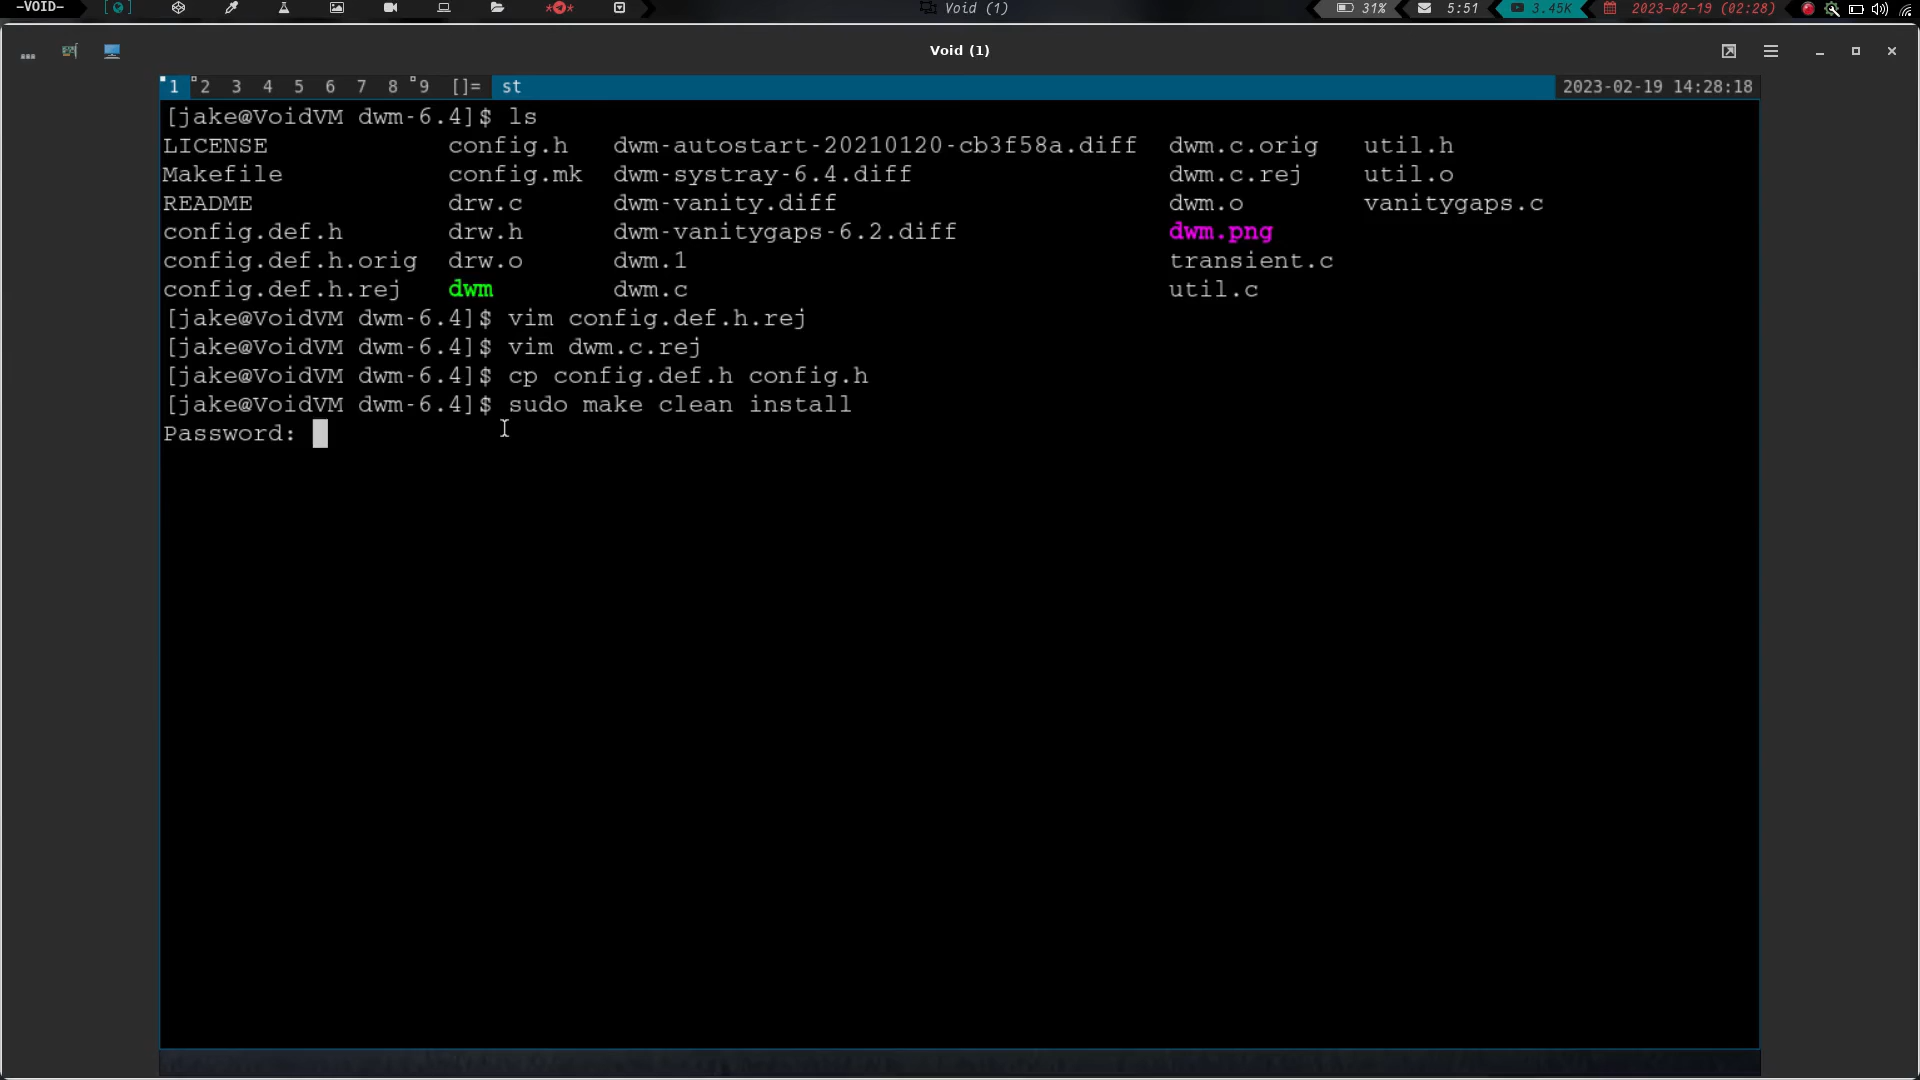 —VOID—
Void (1)
31%
5:51
3.45K
2023-02-19 (02:28)
Void (1)
1 2 3 4 5 6 7 8 9 []= st 2023-02-19 14:28:18
[jake@VoidVM dwm-6.4]$ ls
LICENSE config.h dwm-autostart-20210120-cb3f58a.diff dwm.c.orig util.h
Makefile config.mk dwm-systray-6.4.diff dwm.c.rej util.o
README drw.c dwm-vanity.diff dwm.o vanitygaps.c
config.def.h drw.h dwm-vanitygaps-6.2.diff dwm.png
config.def.h.orig drw.o dwm.1 transient.c
config.def.h.rej dwm dwm.c util.c
[jake@VoidVM dwm-6.4]$ vim config.def.h.rej
[jake@VoidVM dwm-6.4]$ vim dwm.c.rej
[jake@VoidVM dwm-6.4]$ cp config.def.h config.h
[jake@VoidVM dwm-6.4]$ sudo make clean install
Password: